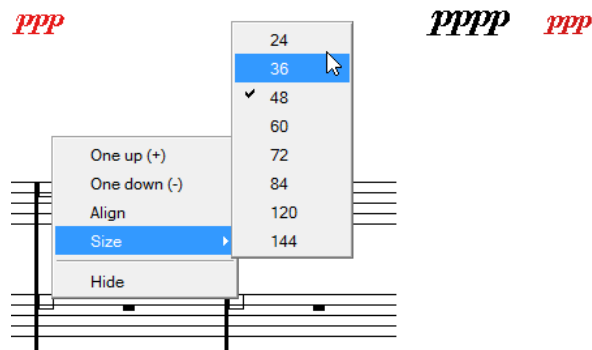 ppp
pppp
ppp
24
36
48
60
72
84
120
144
One up (+)
One down (-)
Align
Size
Hide